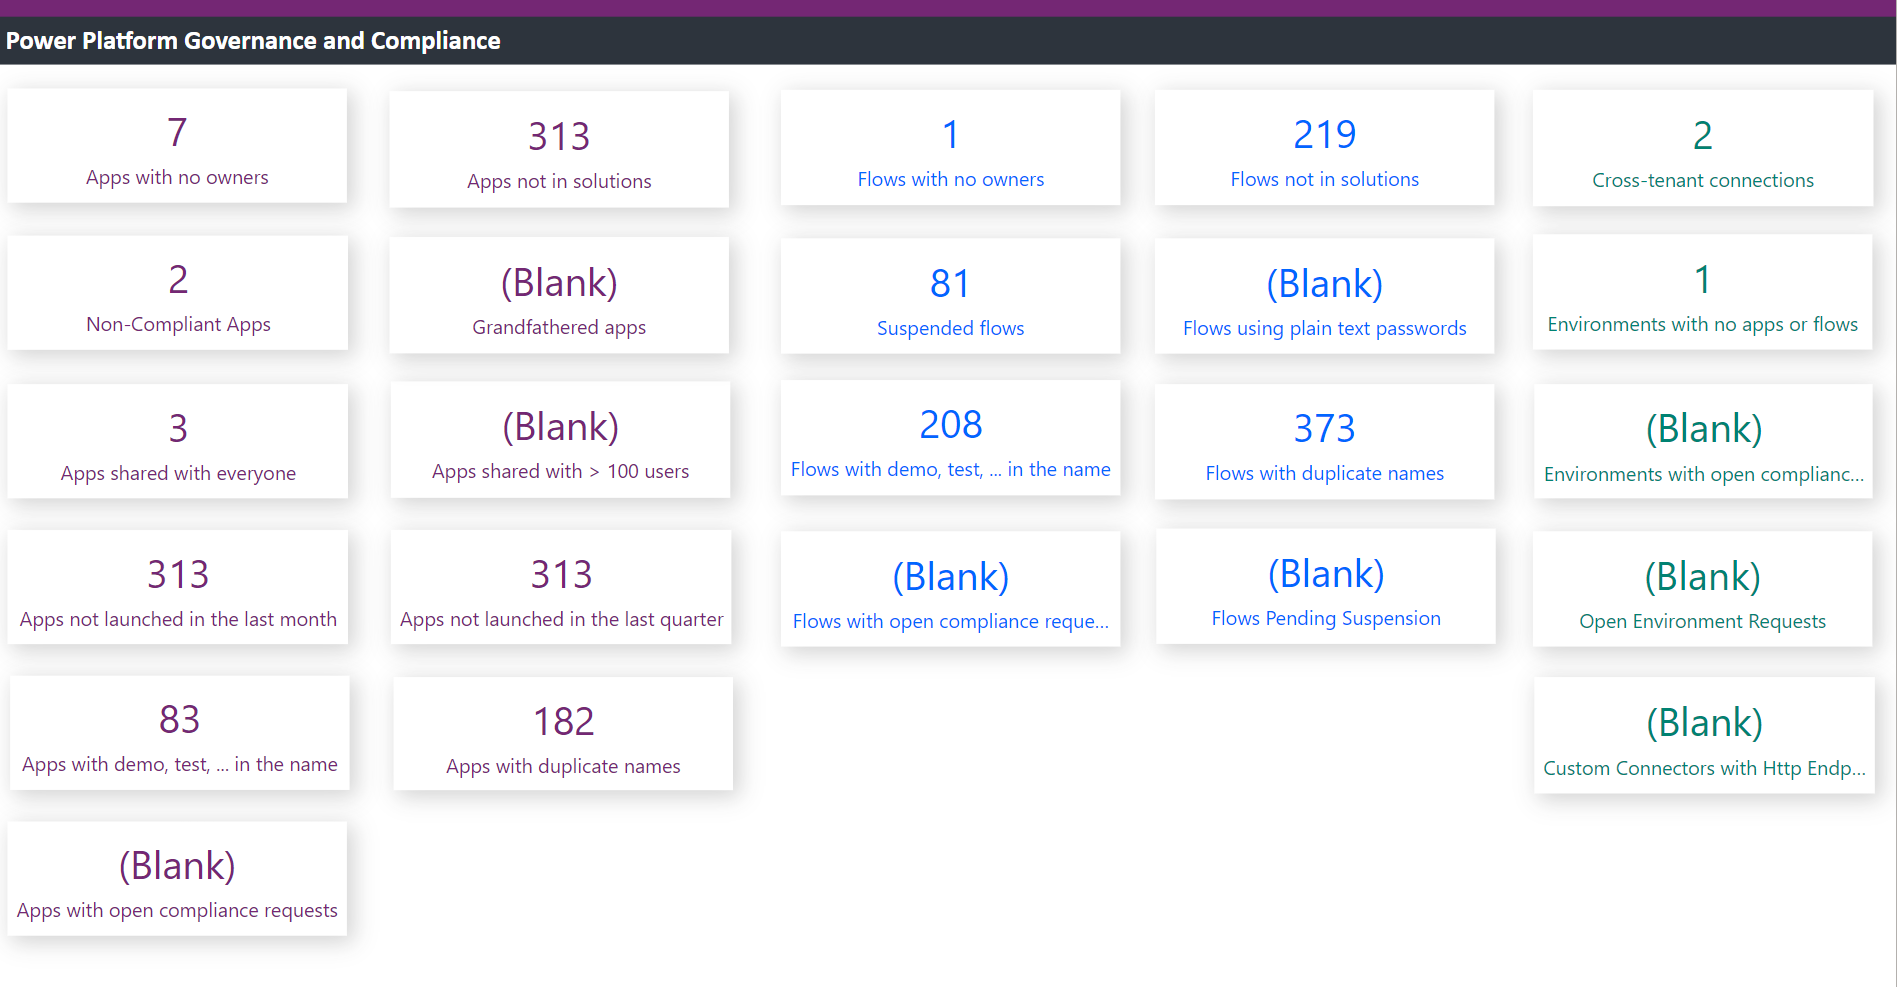 Power Platform Governance and Compliance
7
Apps with no owners
313
Apps not in solutions
1
Flows with no owners
219
Flows not in solutions
2
Cross-tenant connections
2
Non-Compliant Apps
(Blank)
Grandfathered apps
81
Suspended flows
(Blank)
Flows using plain text passwords
1
Environments with no apps or flows
3
Apps shared with everyone
(Blank)
Apps shared with > 100 users
208
Flows with demo, test, ... in the name
373
Flows with duplicate names
(Blank)
Environments with open complianc...
313
Apps not launched in the last month
313
Apps not launched in the last quarter
(Blank)
Flows with open compliance reque...
(Blank)
Flows Pending Suspension
(Blank)
Open Environment Requests
83
Apps with demo, test, ... in the name
182
Apps with duplicate names
(Blank)
Custom Connectors with Http Endp...
(Blank)
Apps with open compliance requests